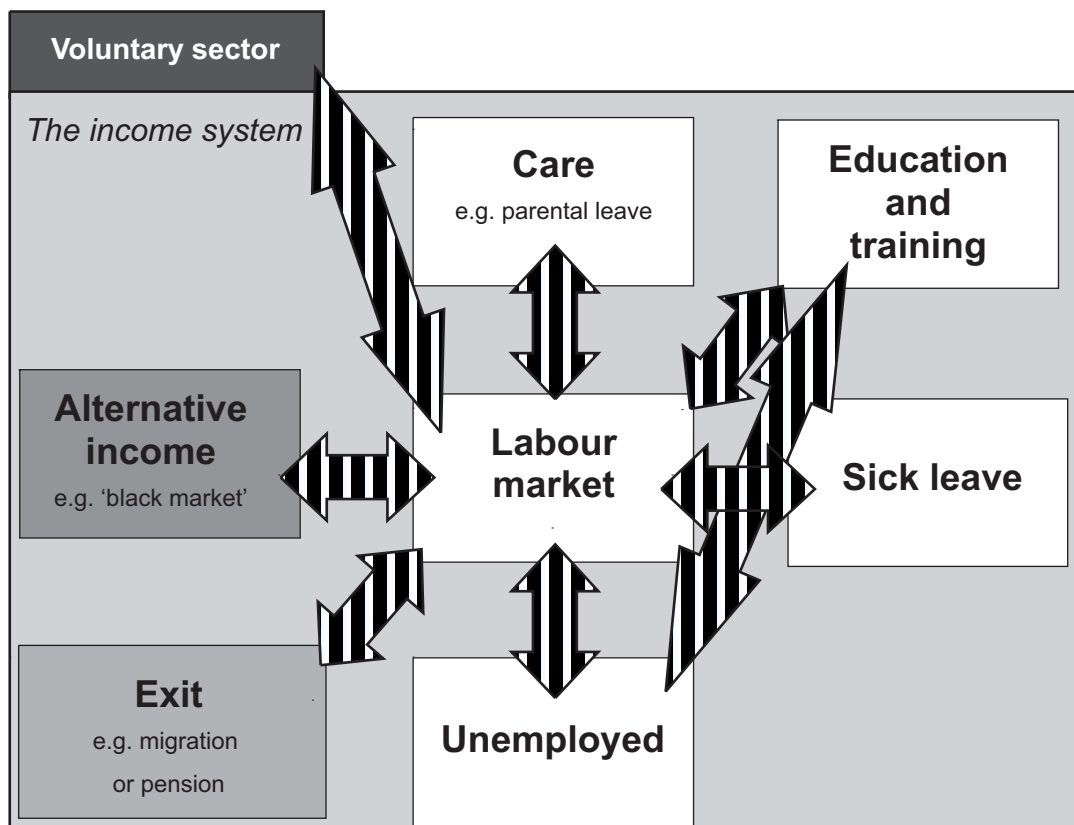 Voluntary sector
The income system
Care
e.g. parental leave
Education
and
training
Alternative
income
e.g. ‘black market’
Labour
market
Sick leave
Exit
e.g. migration
or pension
Unemployed